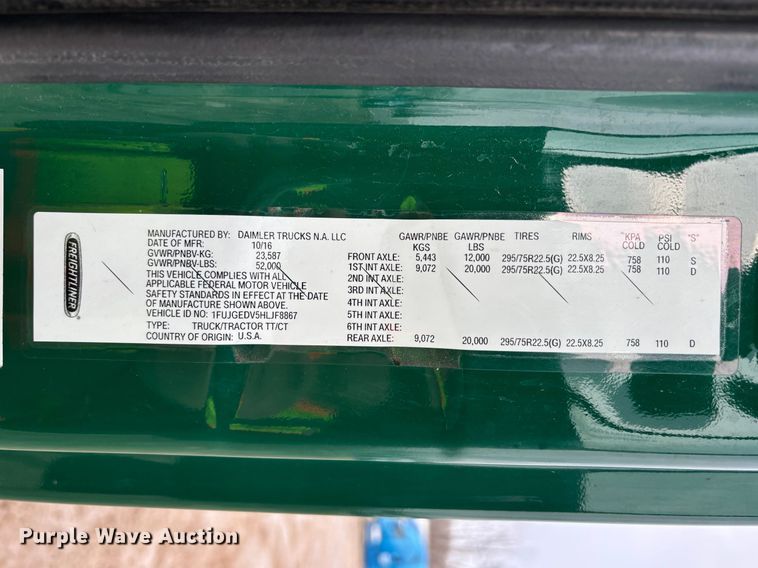 FREIGHTLINER
MANUFACTURED BY: DAIMLER TRUCKS N.A. LLC
DATE OF MFR: 10/16
GVWR/PNBV-KG: 23,587
GVWR/PNBV-LBS: 52,000
THIS VEHICLE COMPLIES WITH ALL
APPLICABLE FEDERAL MOTOR VEHICLE
SAFETY STANDARDS IN EFFECT AT THE DATE
OF MANUFACTURE SHOWN ABOVE.
VEHICLE ID NO: 1FUJGEDV5HLJF8867
TYPE: TRUCK/TRACTOR TT/CT
COUNTRY OF ORIGIN: U.S.A.
GAWR/PNBE GAWR/PNBE TIRES RIMS KPA PSI "S"
KGS LBS COLD COLD
FRONT AXLE: 5,443 12,000 295/75R22.5(G) 22.5X8.25 758 110 S
1ST INT AXLE: 9,072 20,000 295/75R22.5(G) 22.5X8.25 758 110 D
2ND INT AXLE:
3RD INT AXLE:
4TH INT AXLE:
5TH INT AXLE:
6TH INT AXLE:
REAR AXLE: 9,072 20,000 295/75R22.5(G) 22.5X8.25 758 110 D
Purple Wave Auction